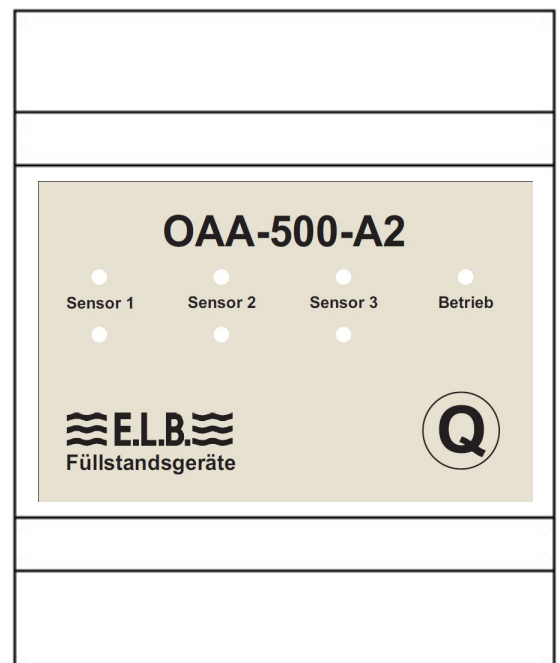 OAA-500-A2
Sensor 1 Sensor 2 Sensor 3 Betrieb
E.L.B.
Füllstandsgeräte
Q